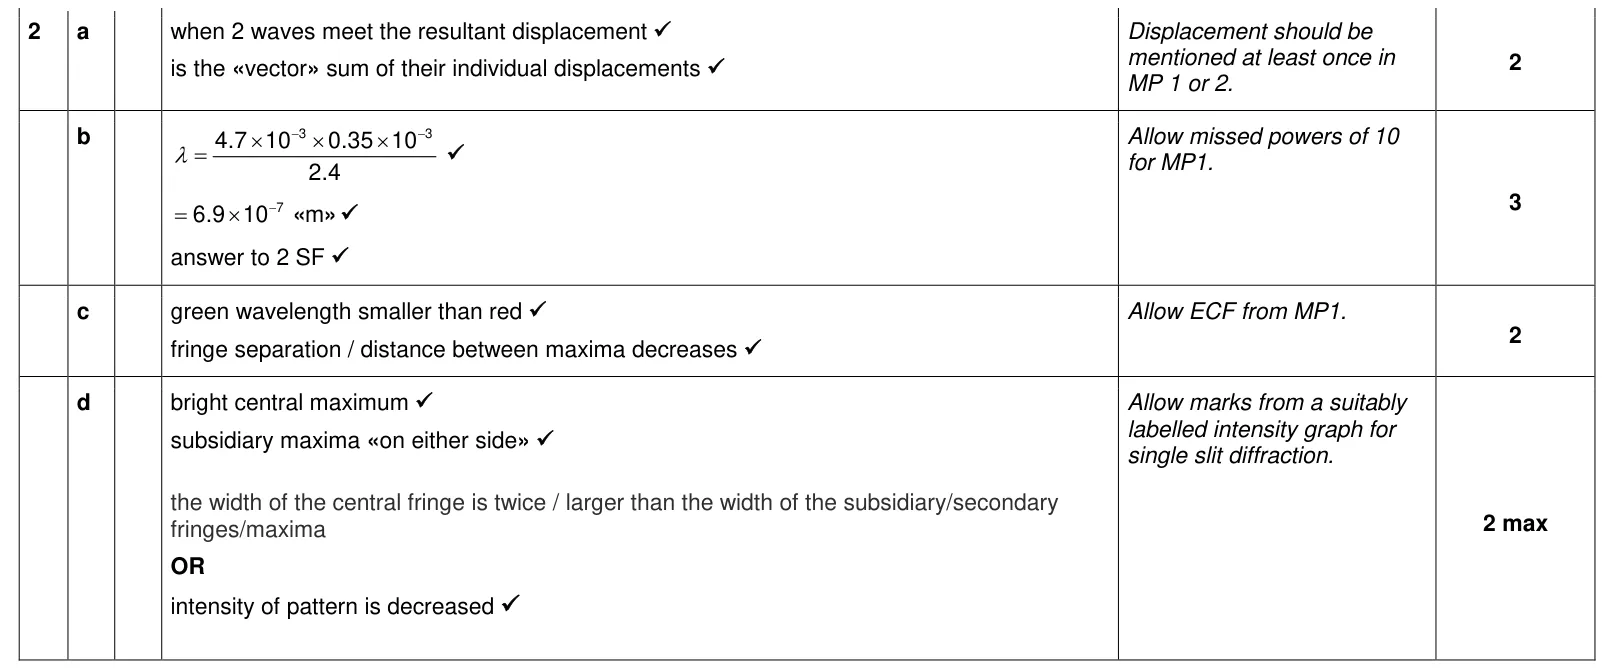 2 a when 2 waves meet the resultant displacement ✓
is the «vector» sum of their individual displacements ✓
Displacement should be
mentioned at least once in
MP 1 or 2.
2
b λ = 4.7×10⁻³ ×0.35×10⁻³ / 2.4 ✓
= 6.9×10⁻⁷ «m» ✓
answer to 2 SF ✓
Allow missed powers of 10
for MP1.
3
c green wavelength smaller than red ✓
fringe separation / distance between maxima decreases ✓
Allow ECF from MP1.
2
d bright central maximum ✓
subsidiary maxima «on either side» ✓
the width of the central fringe is twice / larger than the width of the subsidiary/secondary
fringes/maxima
OR
intensity of pattern is decreased ✓
Allow marks from a suitably
labelled intensity graph for
single slit diffraction.
2 max